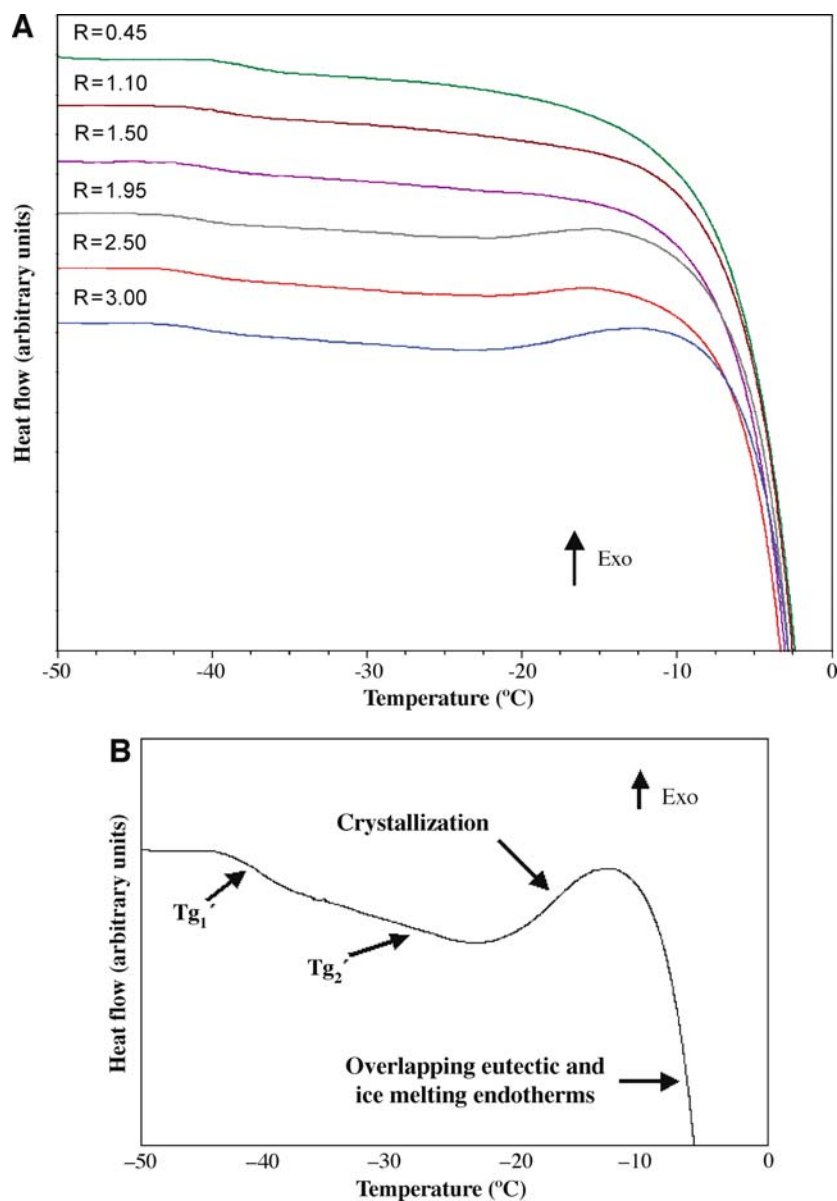 A
R=0.45
R=1.10
R=1.50
R=1.95
R=2.50
R=3.00
Heat flow (arbitrary units)
Exo
-50
-40
-30
-20
-10
0
Temperature (ºC)
B
Exo
Crystallization
Heat flow (arbitrary units)
Tg₁´
Tg₂´
Overlapping eutectic and
ice melting endotherms
−50
−40
−30
−20
−10
0
Temperature (ºC)